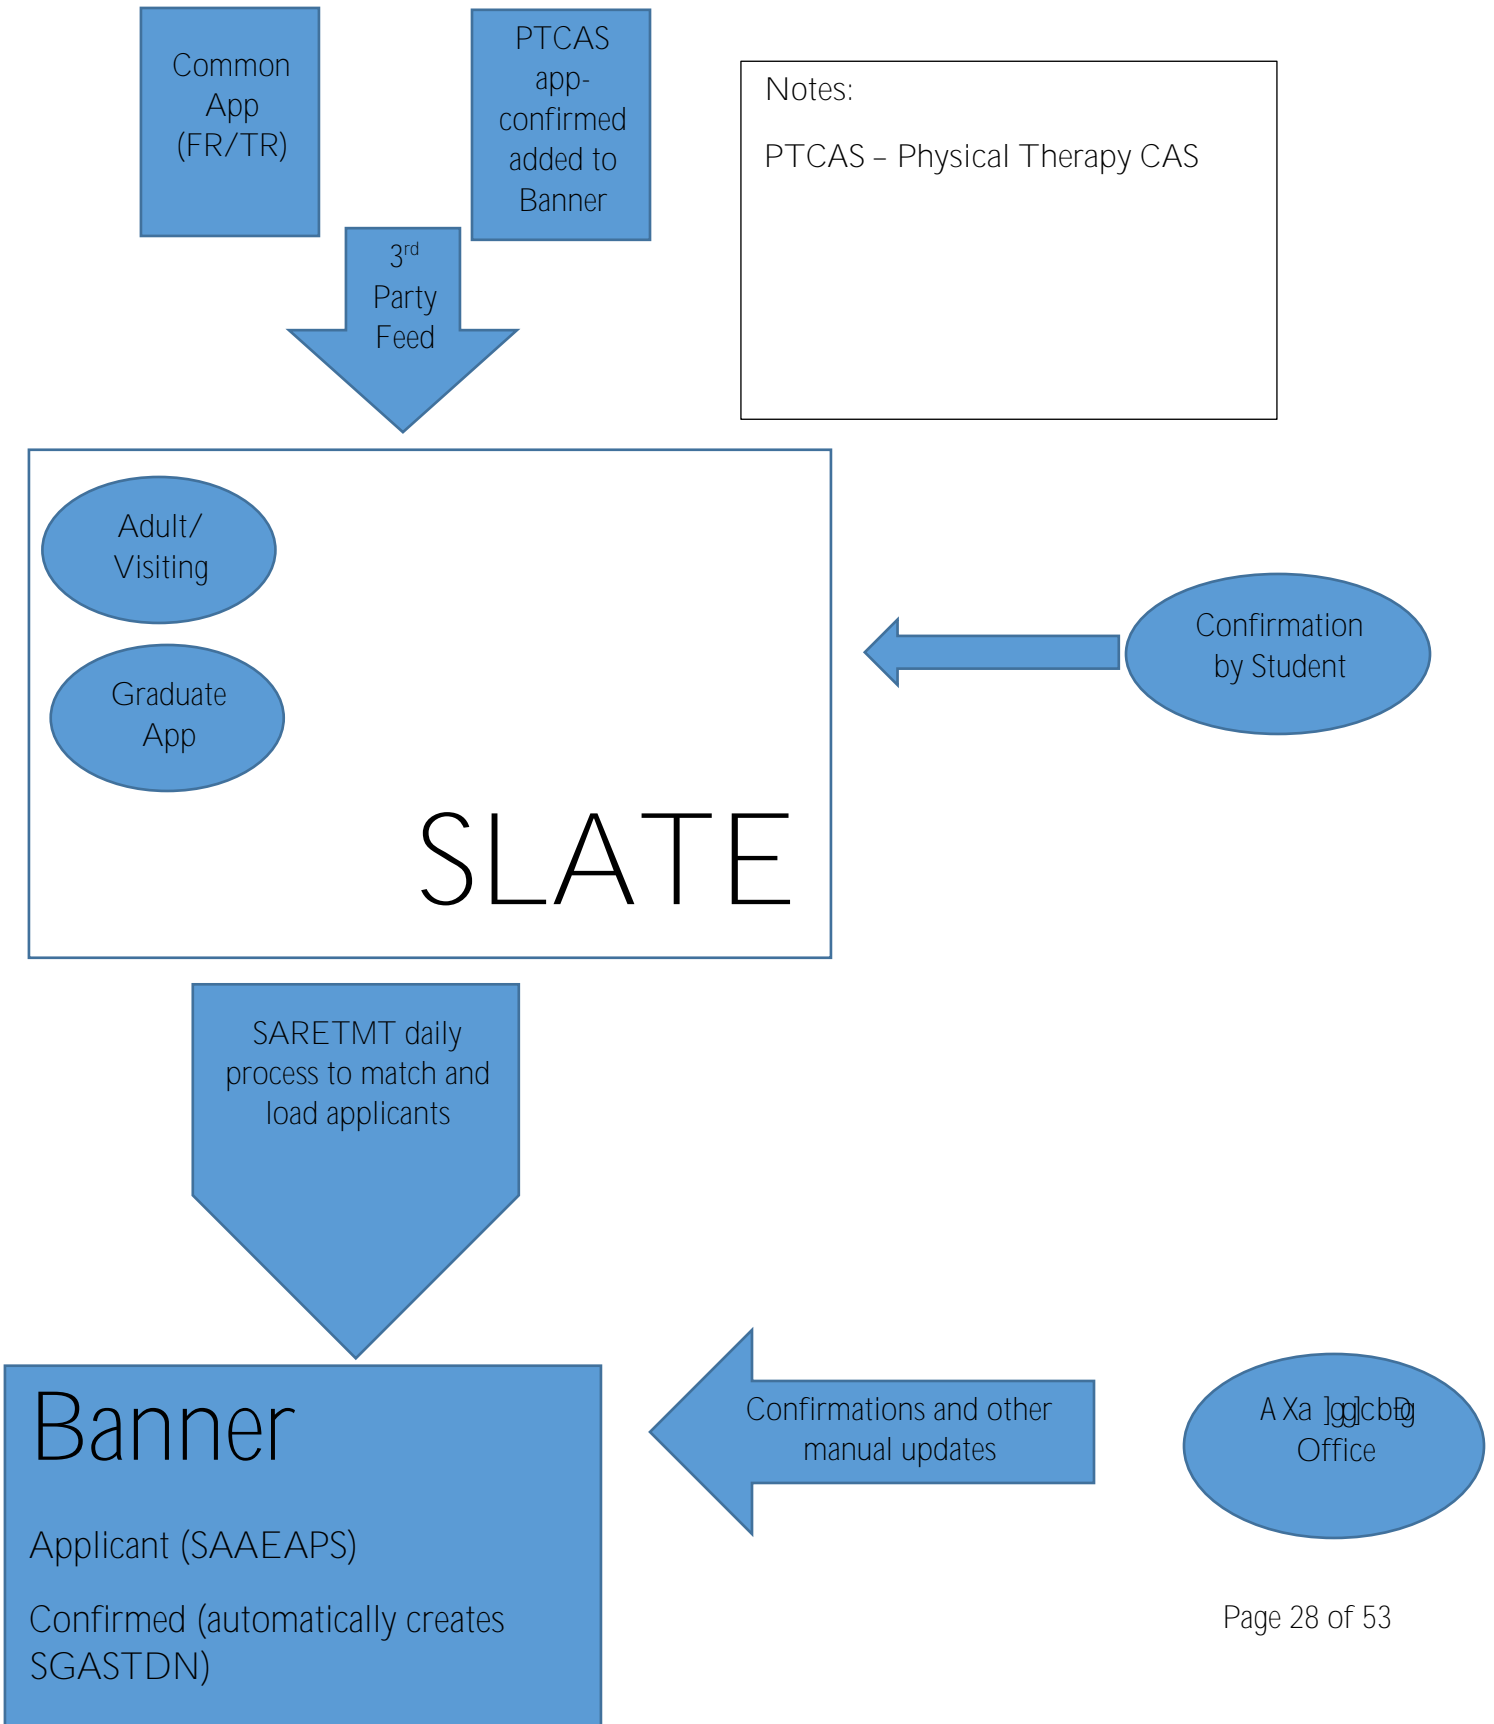 Common
App
(FR/TR)
PTCAS
app-
confirmed
added to
Banner
Notes:
PTCAS – Physical Therapy CAS
3rd
Party
Feed
Adult/
Visiting
Graduate
App
Confirmation
by Student
SLATE
SARETMT daily
process to match and
load applicants
Banner
Applicant (SAAEAPS)
Confirmed (automatically creates
SGASTDN)
Confirmations and other
manual updates
Office
Page 28 of 53